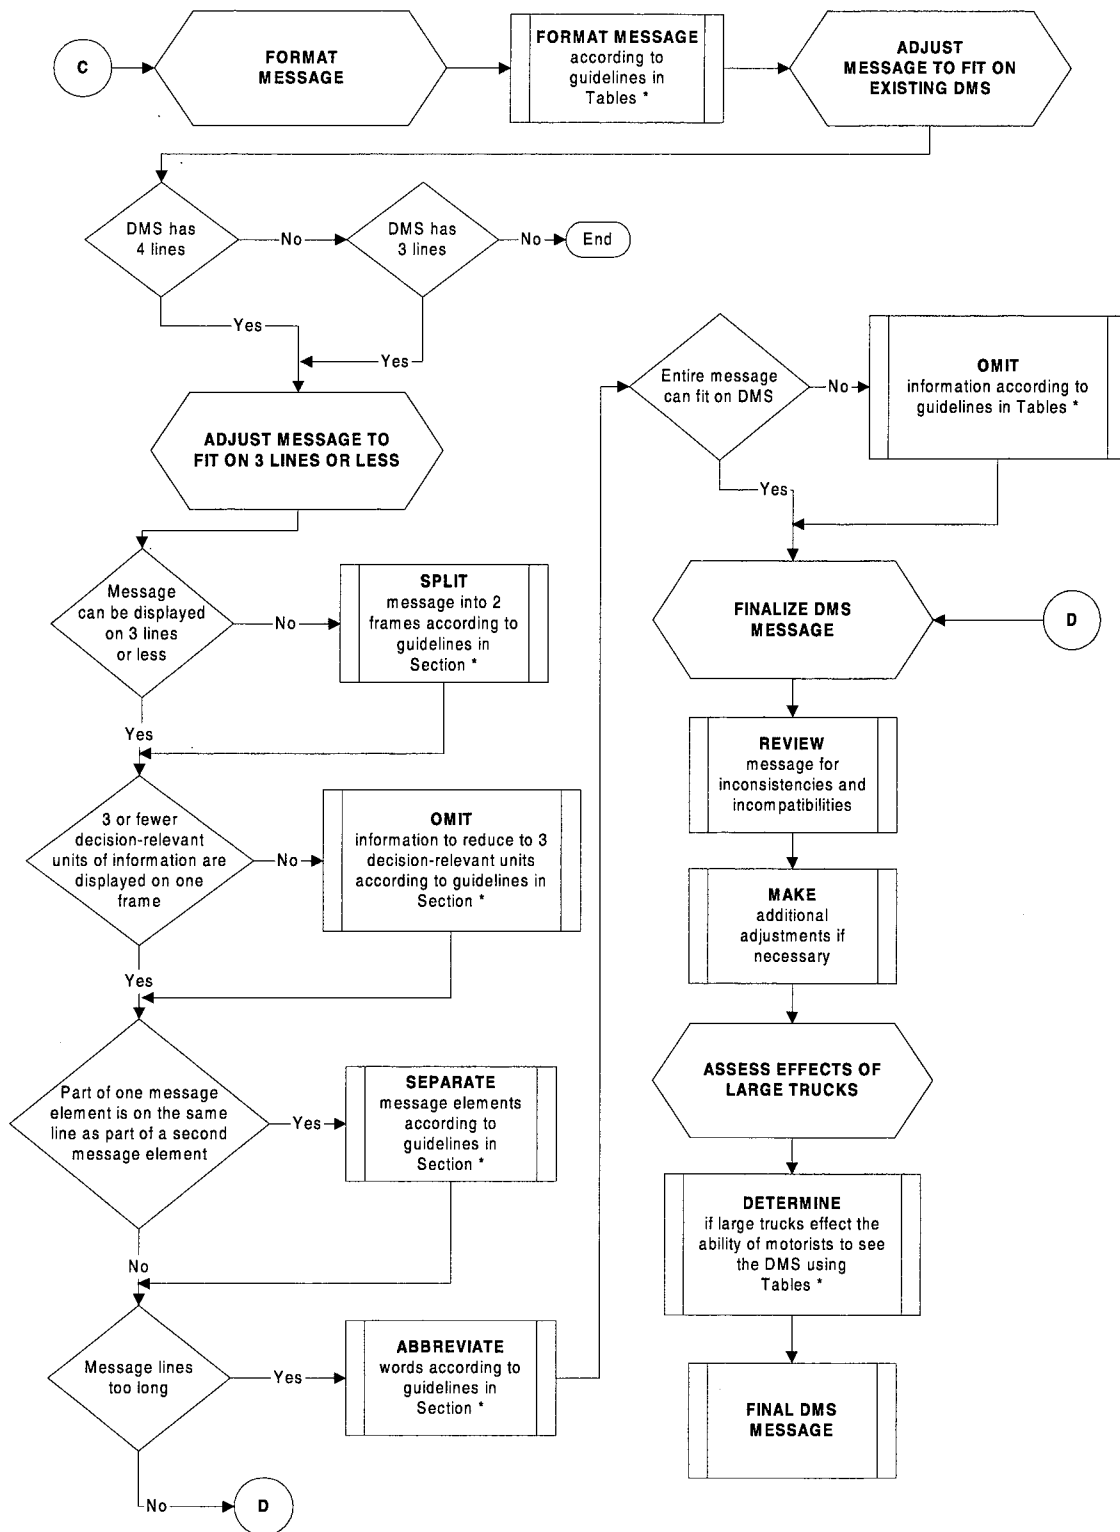 C
FORMAT
MESSAGE
FORMAT MESSAGE
according to
guidelines in
Tables *
ADJUST
MESSAGE TO FIT ON
EXISTING DMS
DMS has
4 lines
No
DMS has
3 lines
No
End
Yes
Yes
ADJUST MESSAGE TO
FIT ON 3 LINES OR LESS
Message
can be displayed
on 3 lines
or less
No
SPLIT
message into 2
frames according to
guidelines in
Section *
Yes
3 or fewer
decision-relevant
units of information are
displayed on one
frame
No
OMIT
information to reduce to 3
decision-relevant units
according to guidelines in
Section *
Yes
Part of one message
element is on the same
line as part of a second
message element
Yes
SEPARATE
message elements
according to
guidelines in
Section *
No
Message lines
too long
Yes
ABBREVIATE
words according to
guidelines in
Section *
No
D
Entire message
can fit on DMS
No
OMIT
information according to
guidelines in Tables *
Yes
FINALIZE DMS
MESSAGE
D
REVIEW
message for
inconsistencies and
incompatibilities
MAKE
additional
adjustments if
necessary
ASSESS EFFECTS OF
LARGE TRUCKS
DETERMINE
if large trucks effect the
ability of motorists to see
the DMS using
Tables *
FINAL DMS
MESSAGE